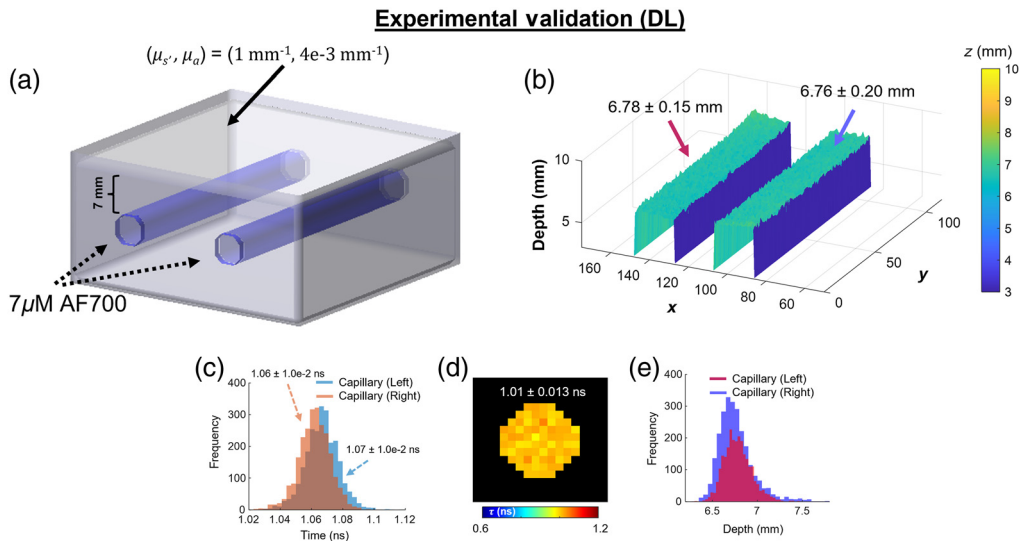 Experimental validation (DL)
(μs′, μa) = (1 mm-1, 4e-3 mm-1)
(a)
7 mm
7μM AF700
(b)
6.78 ± 0.15 mm
6.76 ± 0.20 mm
Depth (mm)
10
5
160
140
120
100
80
60
x
0
50
100
y
z (mm)
10
9
8
7
6
5
4
3
(c)
1.06 ± 1.0e-2 ns
Capillary (Left)
Capillary (Right)
1.07 ± 1.0e-2 ns
Frequency
400
300
200
100
0
1.02 1.04 1.06 1.08 1.1 1.12
Time (ns)
(d)
1.01 ± 0.013 ns
τ (ns)
0.6 1.2
(e)
Capillary (Left)
Capillary (Right)
Frequency
400
300
200
100
0
6.5 7 7.5
Depth (mm)